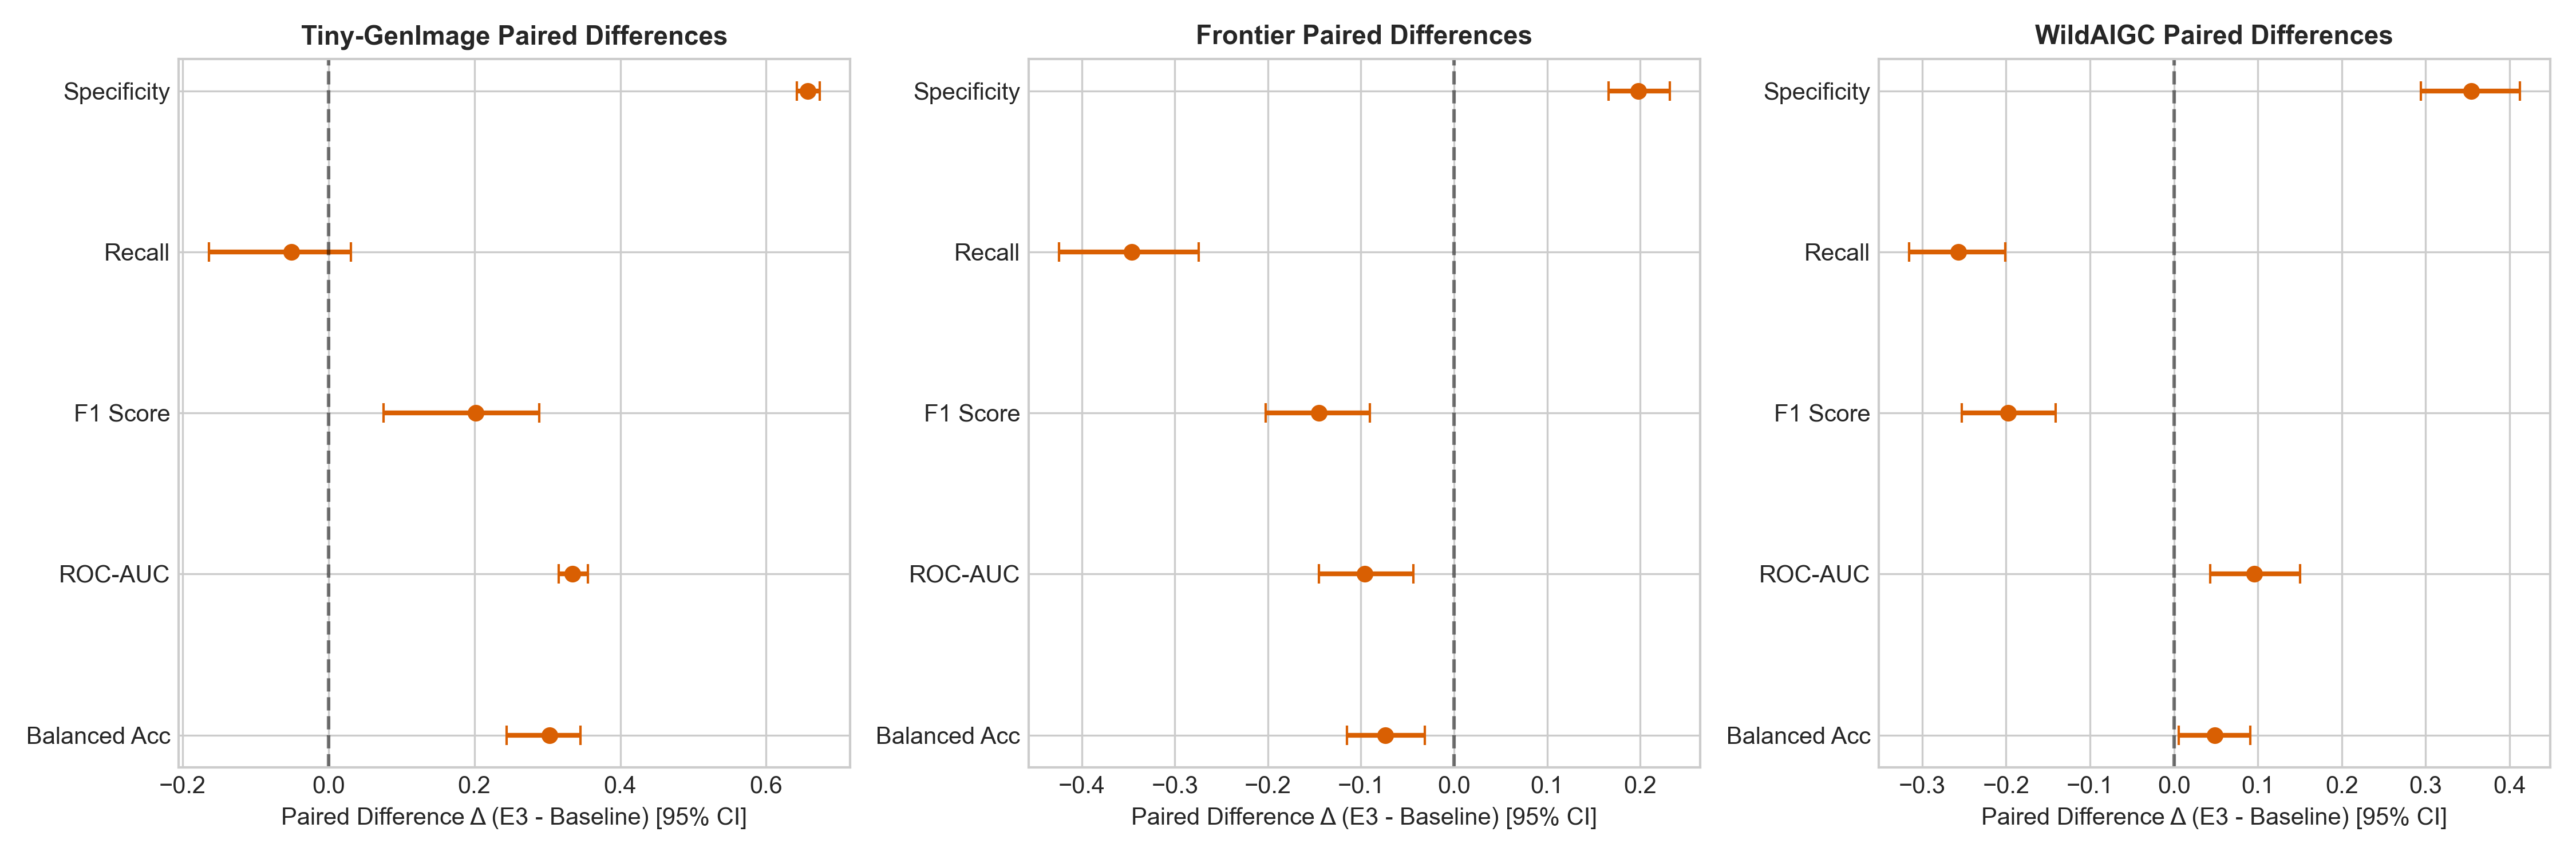 Tiny-GenImage Paired Differences
Specificity
Recall
F1 Score
ROC-AUC
Balanced Acc
−0.2 0.0 0.2 0.4 0.6
Paired Difference Δ (E3 - Baseline) [95% CI]
Frontier Paired Differences
Specificity
Recall
F1 Score
ROC-AUC
Balanced Acc
−0.4 −0.3 −0.2 −0.1 0.0 0.1 0.2
Paired Difference Δ (E3 - Baseline) [95% CI]
WildAIGC Paired Differences
Specificity
Recall
F1 Score
ROC-AUC
Balanced Acc
−0.3 −0.2 −0.1 0.0 0.1 0.2 0.3 0.4
Paired Difference Δ (E3 - Baseline) [95% CI]